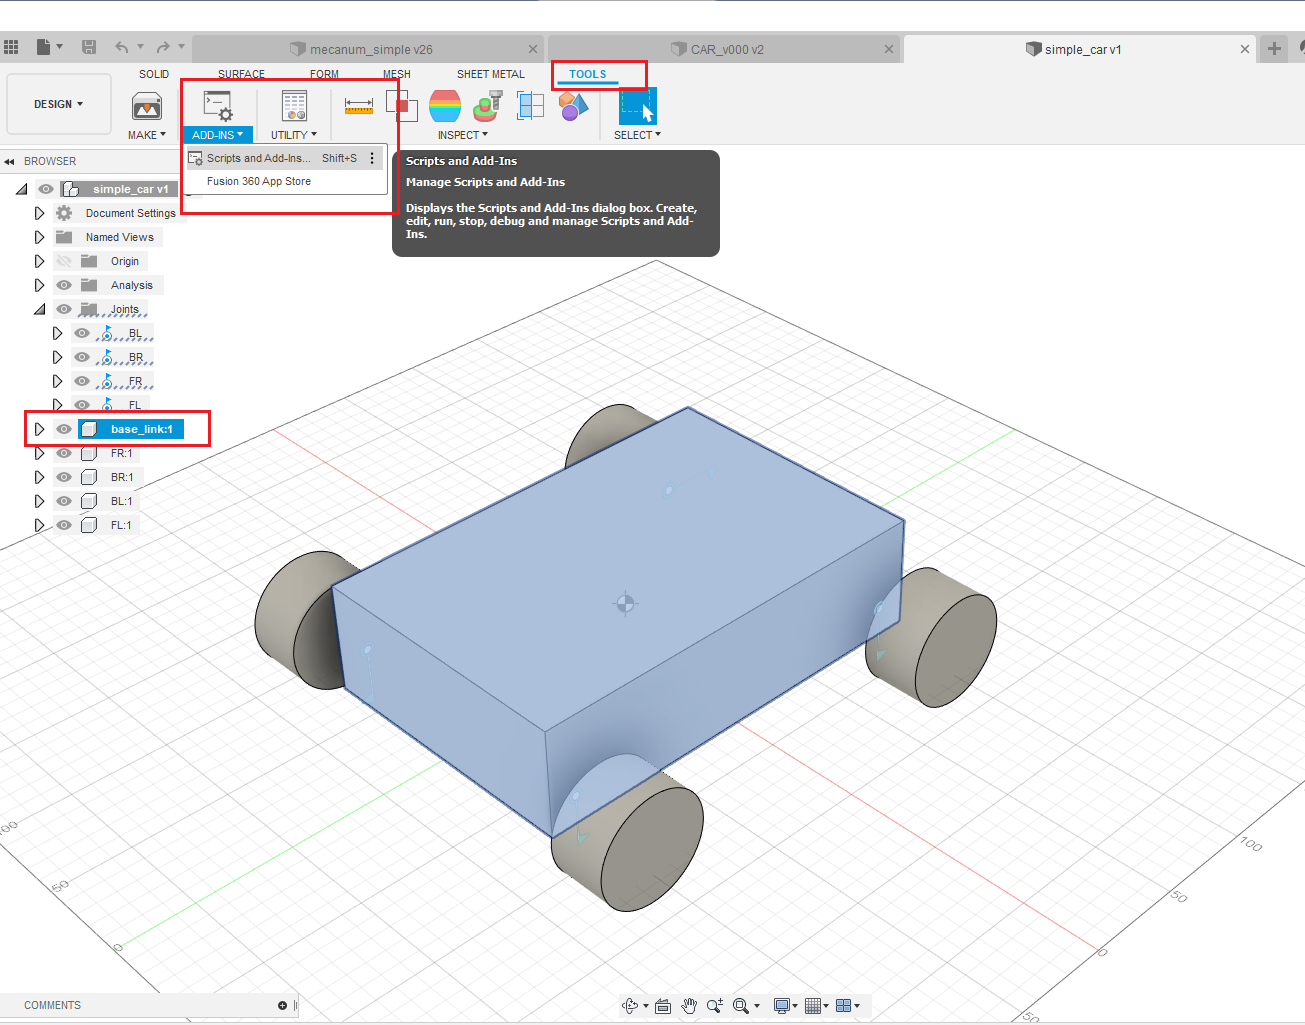 mecanum_simple v26
CAR_v000 v2
simple_car v1
SOLID
SURFACE
FORM
MESH
SHEET METAL
TOOLS
DESIGN
MAKE
ADD-INS
UTILITY
INSPECT
SELECT
Scripts and Add-Ins... Shift+S
Fusion 360 App Store
Scripts and Add-Ins
Manage Scripts and Add-Ins
Displays the Scripts and Add-Ins dialog box. Create,
edit, run, stop, debug and manage Scripts and Add-
Ins.
BROWSER
simple_car v1
Document Settings
Named Views
Origin
Analysis
Joints
BL
BR
FR
FL
base_link:1
FR:1
BR:1
BL:1
FL:1
50
0
100
50
0
50
COMMENTS